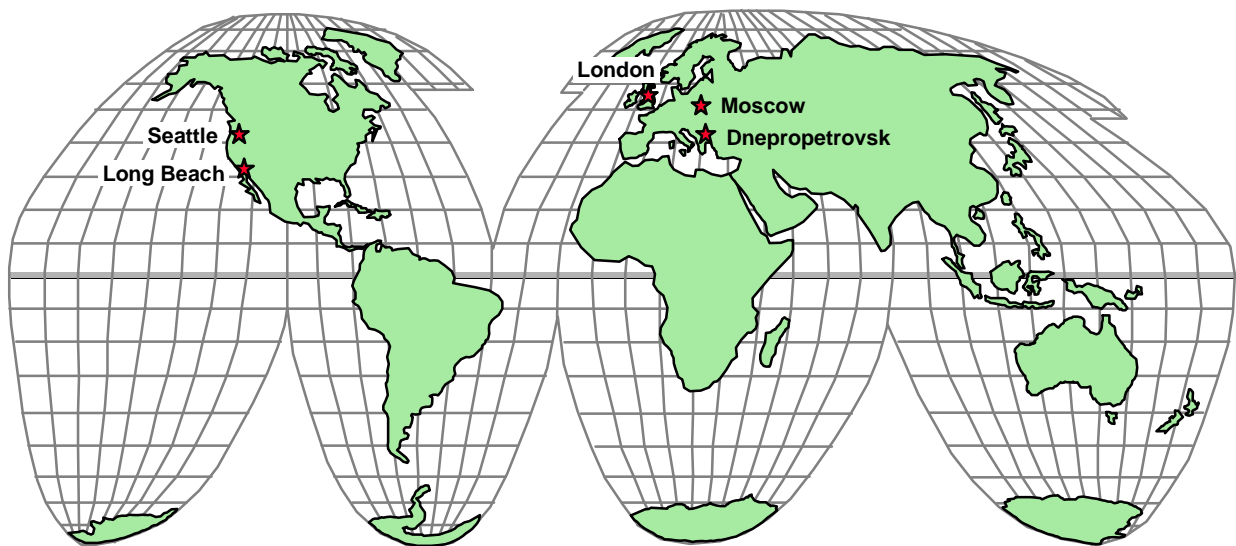 London
Moscow
Seattle
Dnepropetrovsk
Long Beach